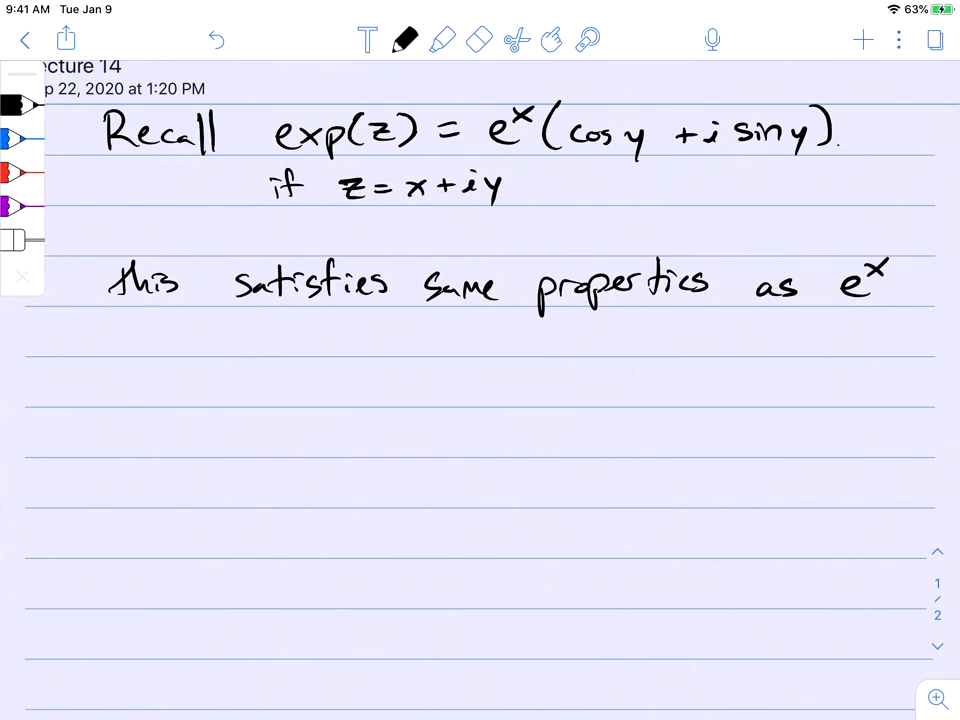 9:41 AM Tue Jan 9
63%
ecture 14
p 22, 2020 at 1:20 PM
Recall exp(z) = e^x (cos y + i sin y).
if z = x + i y
this satisfies same properties as e^x
1
/
2